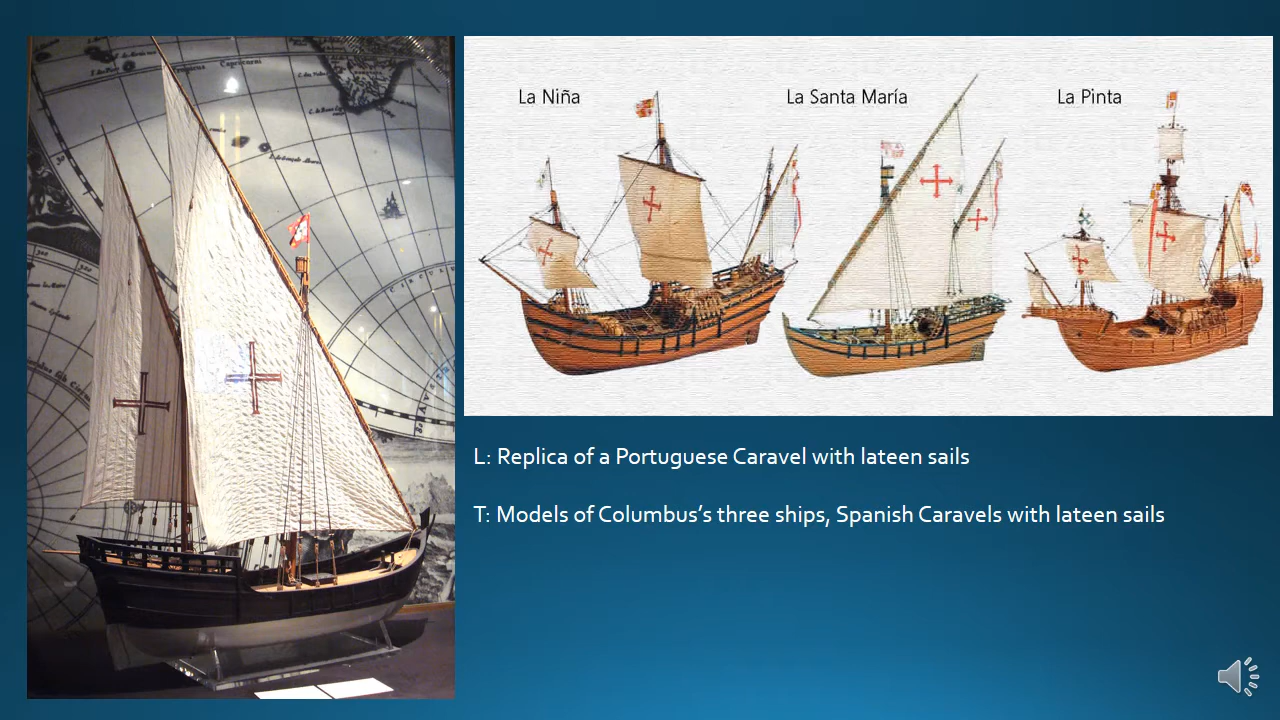 La Niña
La Santa María
La Pinta
L: Replica of a Portuguese Caravel with lateen sails
T: Models of Columbus’s three ships, Spanish Caravels with lateen sails